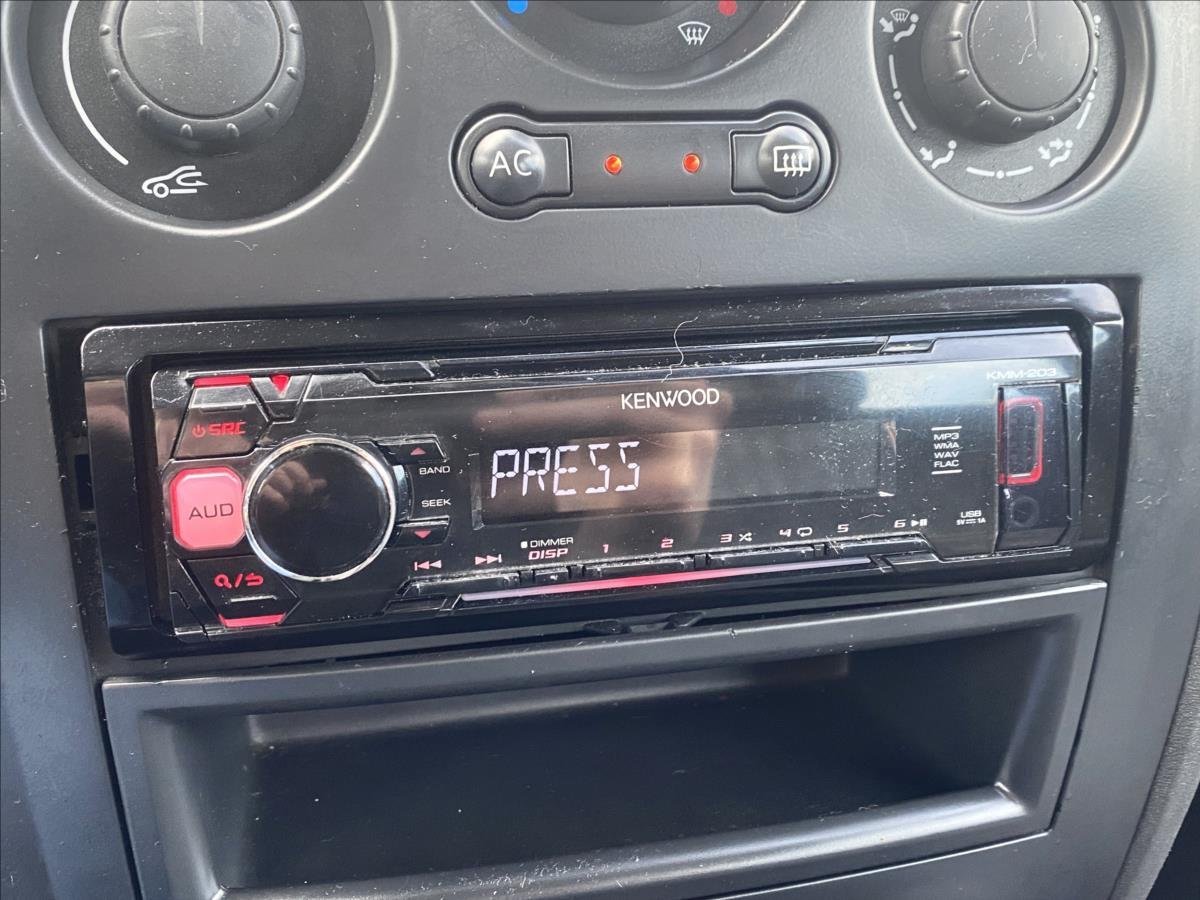 AC
KENWOOD
KMM-203
SRC
PRESS
MP3
WMA
WAV
FLAC
BAND
AUD
SEEK
USB
5V 1A
DIMMER
DISP 1 2 3 4 5 6